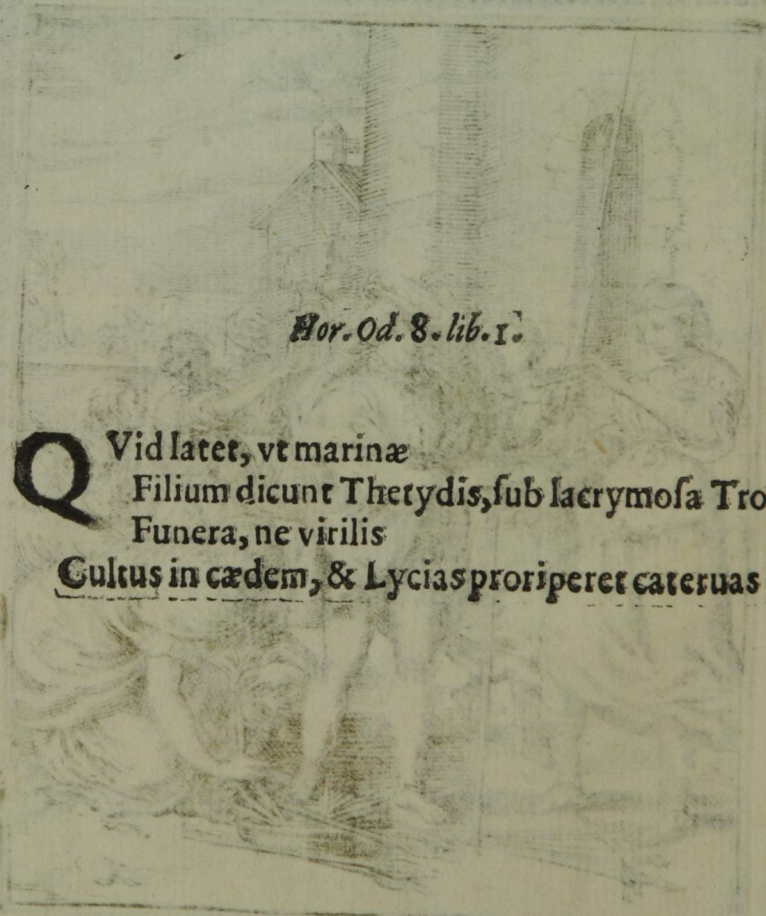 Hor. Od. 8. lib. 1.
QVid latet, vt marinæ
Filium dicunt Thetydis, ſub lacrymoſa Tro
Funera, ne virilis
Cultus in cædem, & Lycias proriperet cateruas